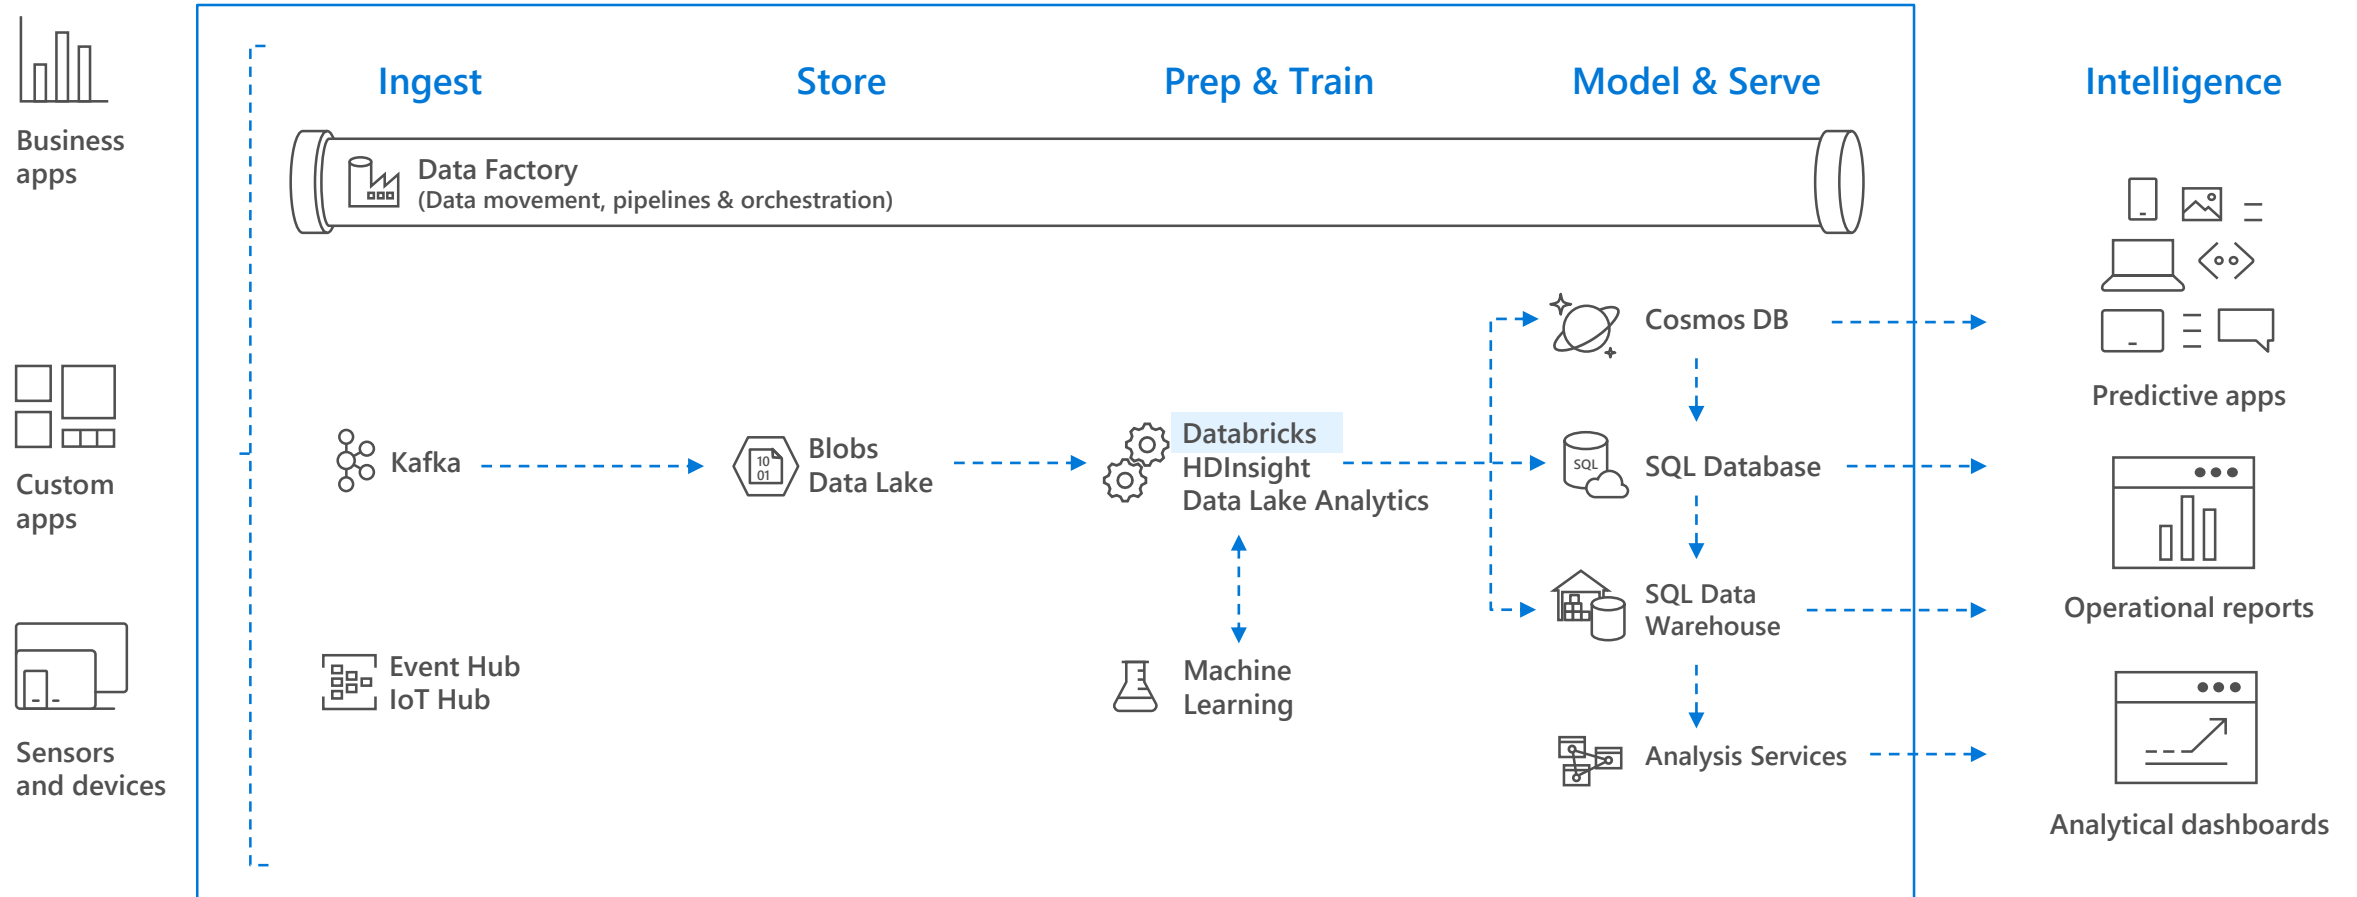 Ingest
Store
Prep & Train
Model & Serve
Intelligence
Business
apps
Data Factory
(Data movement, pipelines & orchestration)
Custom
apps
Sensors
and devices
Kafka
Event Hub
IoT Hub
10
01
Blobs
Data Lake
Databricks
HDInsight
Data Lake Analytics
Machine
Learning
Cosmos DB
SQL
SQL Database
SQL Data
Warehouse
Analysis Services
Predictive apps
Operational reports
Analytical dashboards